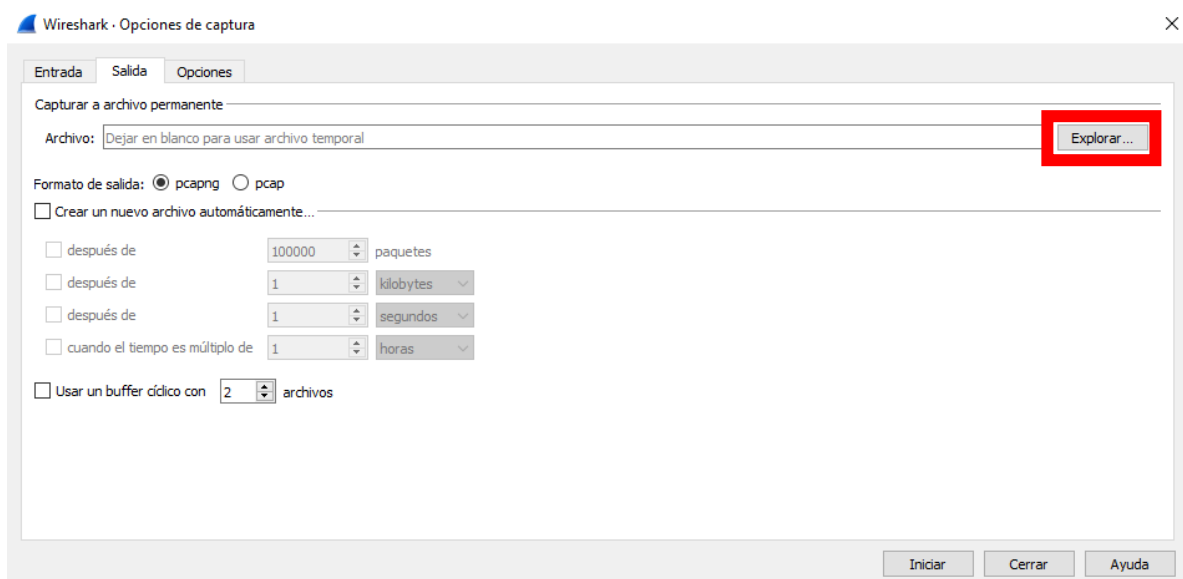 Wireshark · Opciones de captura
Entrada Salida Opciones
Capturar a archivo permanente
Archivo: Dejar en blanco para usar archivo temporal Explorar...
Formato de salida: pcapng pcap
Crear un nuevo archivo automáticamente...
después de 100000 paquetes
después de 1 kilobytes
después de 1 segundos
cuando el tiempo es múltiplo de 1 horas
Usar un buffer cíclico con 2 archivos
Iniciar Cerrar Ayuda